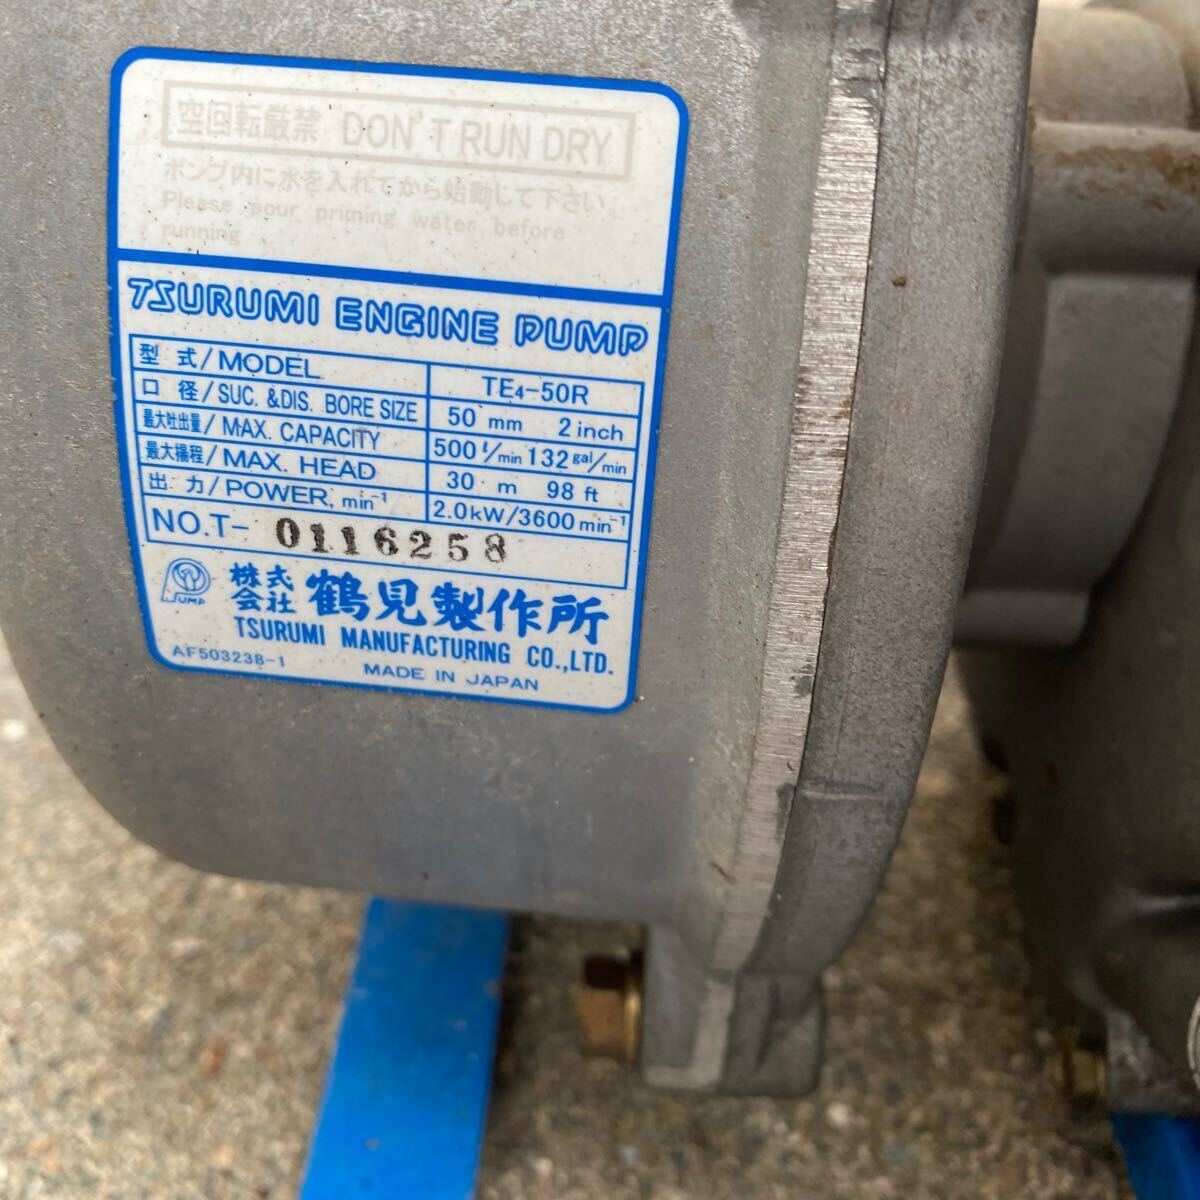 空回転厳禁 DON'T RUN DRY
ポンプ内に水を入れてから始動して下さい
Please pour priming water before
running
TSURUMI ENGINE PUMP
型 式/MODEL TE4-50R
口 径/SUC. &DIS. BORE SIZE 50 mm 2 inch
最大吐出量/MAX. CAPACITY 500 ℓ/min 132 gal/min
最大揚程/MAX. HEAD 30 m 98 ft
出 力/POWER, min⁻¹ 2.0kW/3600 min⁻¹
NO.T- 0116258
PUMP
株式会社 鶴見製作所
TSURUMI MANUFACTURING CO.,LTD.
AF503238-1 MADE IN JAPAN